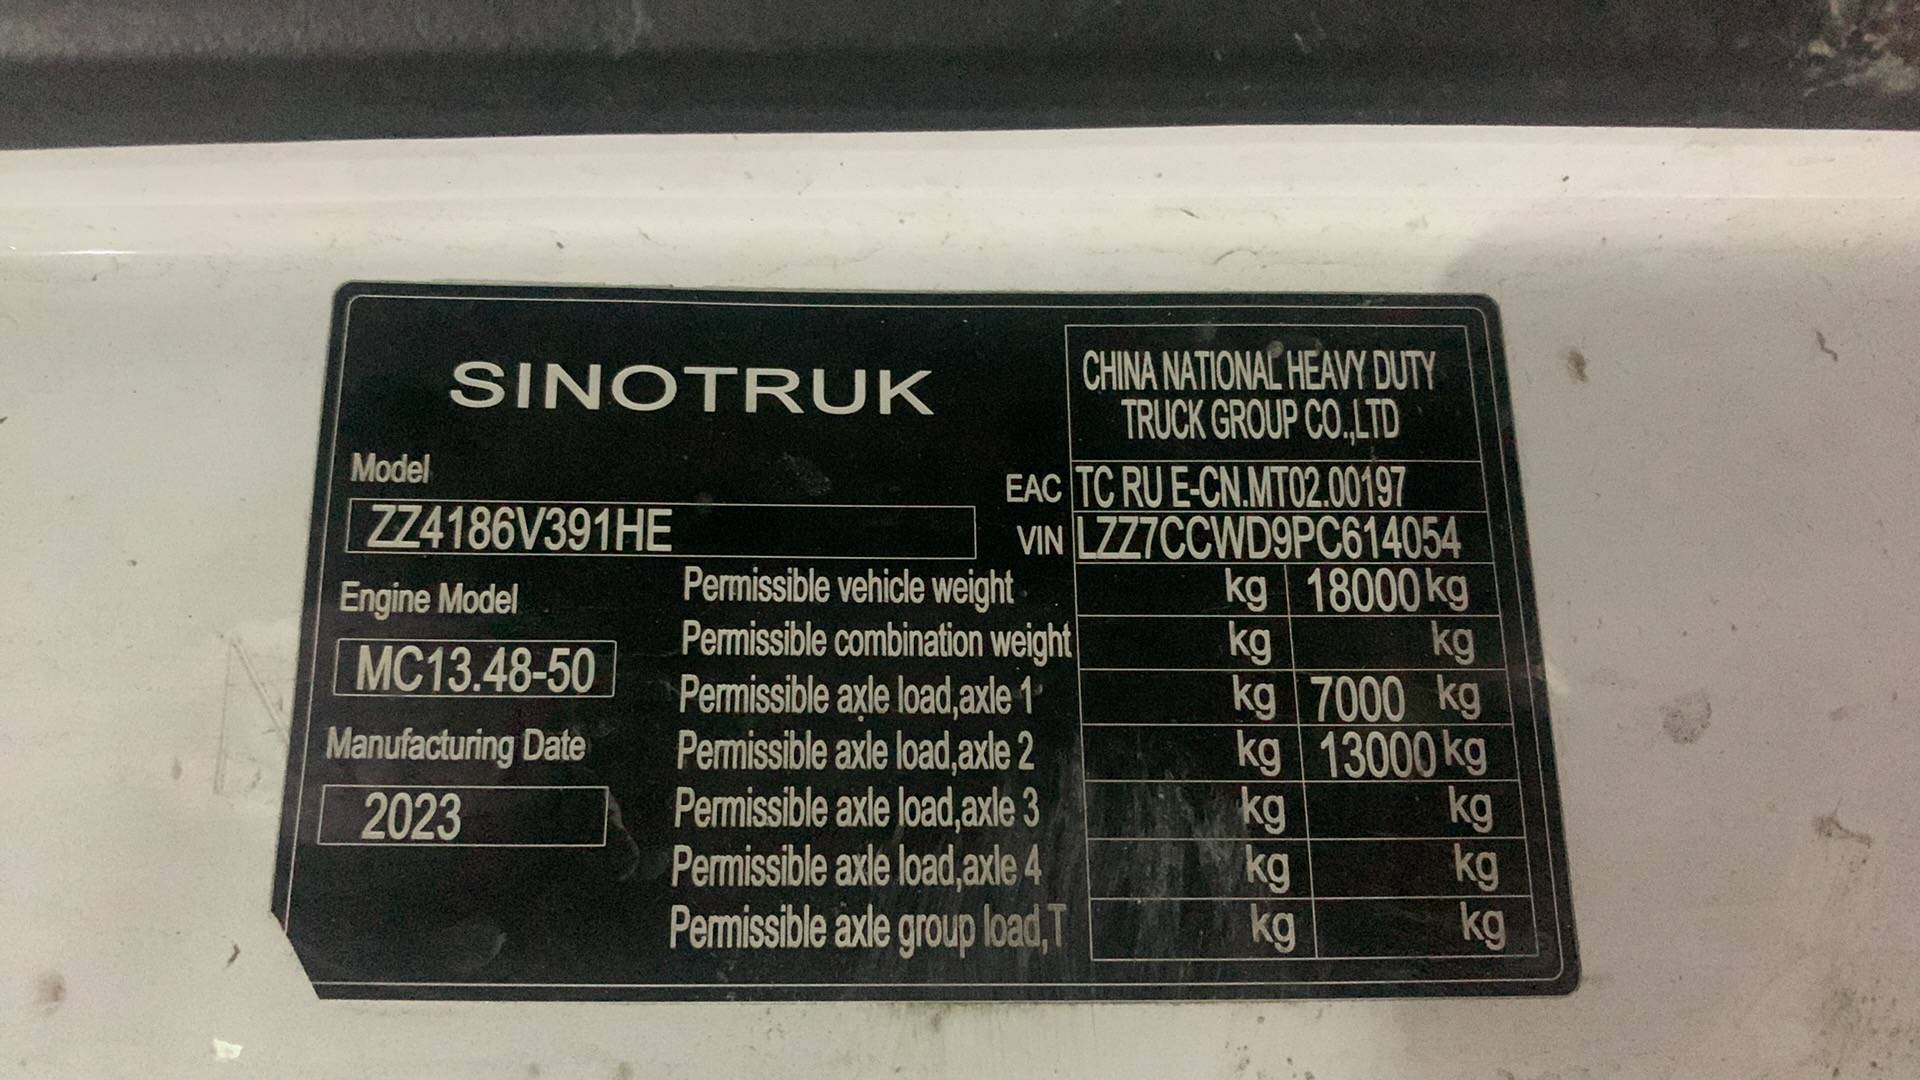 SINOTRUK
CHINA NATIONAL HEAVY DUTY
TRUCK GROUP CO.,LTD
Model
ZZ4186V391HE
EAC TC RU E-CN.MT02.00197
VIN LZZ7CCWD9PC614054
Engine Model
MC13.48-50
Manufacturing Date
2023
Permissible vehicle weight kg 18000 kg
Permissible combination weight kg kg
Permissible axle load,axle 1 kg 7000 kg
Permissible axle load,axle 2 kg 13000 kg
Permissible axle load,axle 3 kg kg
Permissible axle load,axle 4 kg kg
Permissible axle group load,T kg kg